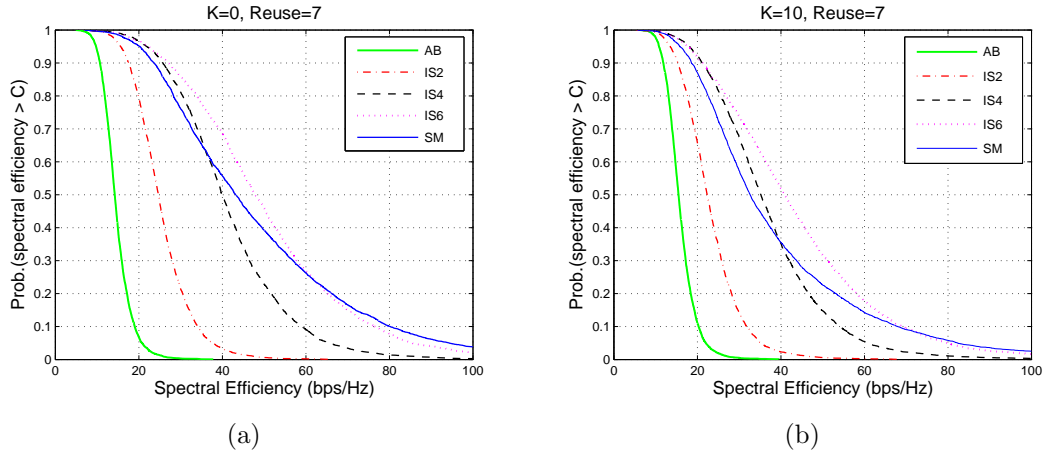 K=0, Reuse=7
Prob.(spectral efficiency > C)
1
0.9
0.8
0.7
0.6
0.5
0.4
0.3
0.2
0.1
0
0 20 40 60 80 100
Spectral Efficiency (bps/Hz)
AB
IS2
IS4
IS6
SM
(a)
K=10, Reuse=7
Prob.(spectral efficiency > C)
1
0.9
0.8
0.7
0.6
0.5
0.4
0.3
0.2
0.1
0
0 20 40 60 80 100
Spectral Efficiency (bps/Hz)
AB
IS2
IS4
IS6
SM
(b)